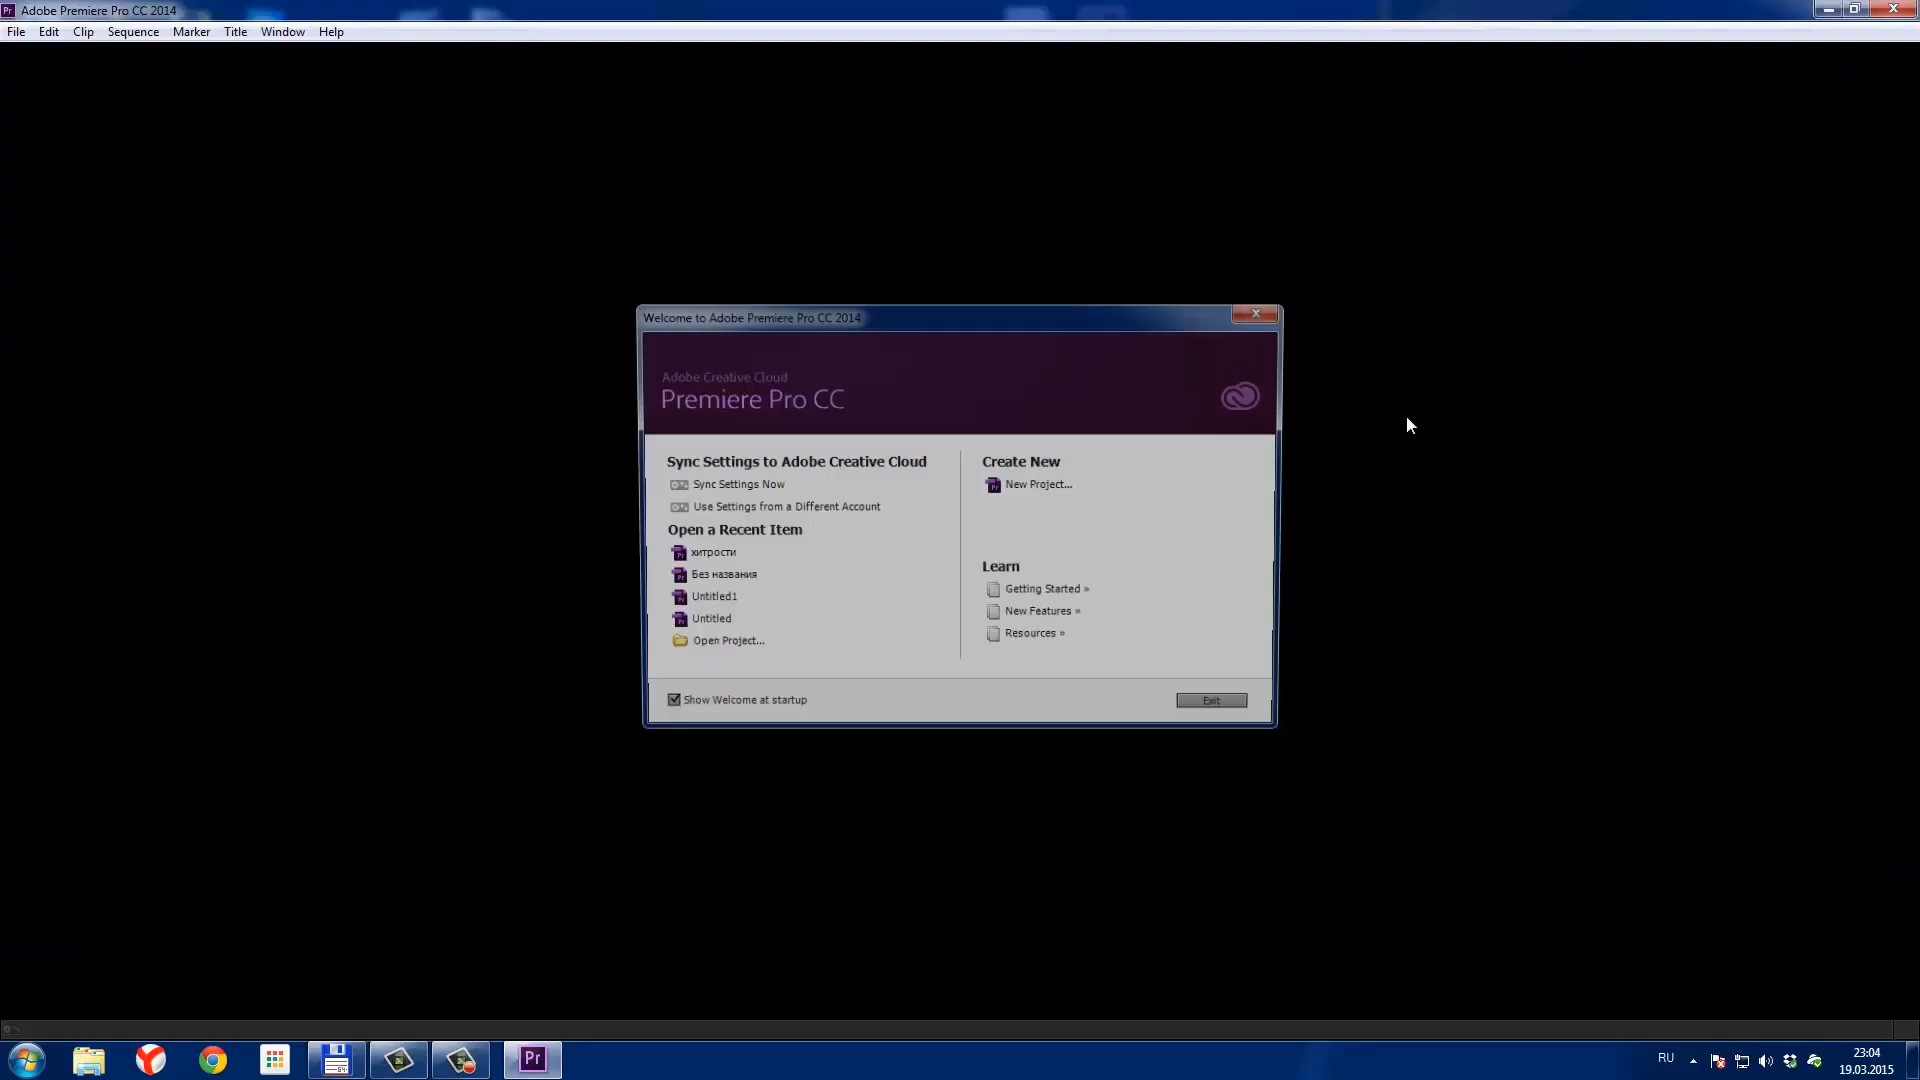 Adobe Premiere Pro CC 2014
File Edit Clip Sequence Marker Title Window Help
Welcome to Adobe Premiere Pro CC 2014
Adobe Creative Cloud
Premiere Pro CC
Sync Settings to Adobe Creative Cloud
Sync Settings Now
Use Settings from a Different Account
Open a Recent Item
хитрости
Без названия
Untitled1
Untitled
Open Project...
Create New
New Project...
Learn
Getting Started »
New Features »
Resources »
Show Welcome at startup
Exit
Pr
RU
23:04
19.03.2015